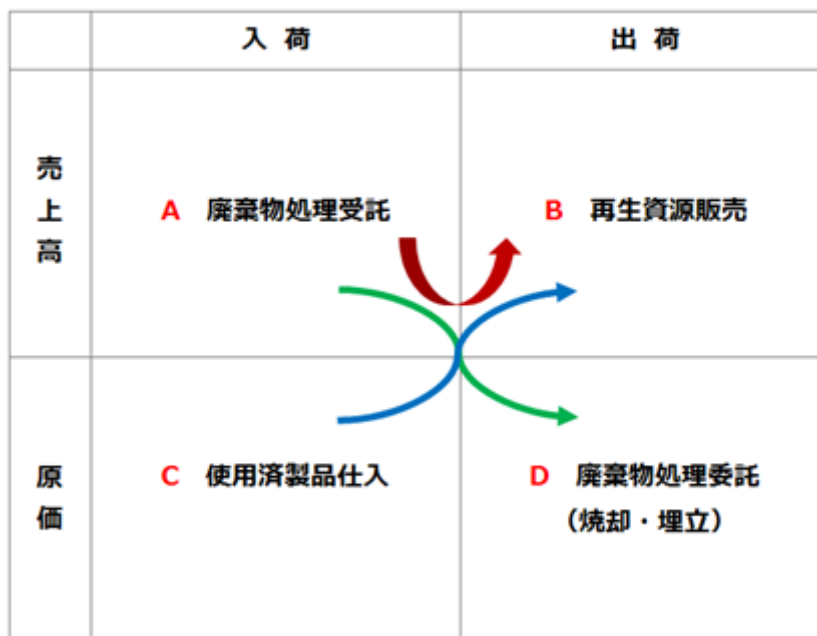 入荷
出荷
売上高
A 廃棄物処理受託
B 再生資源販売
原価
C 使用済製品仕入
D 廃棄物処理委託
（焼却・埋立）